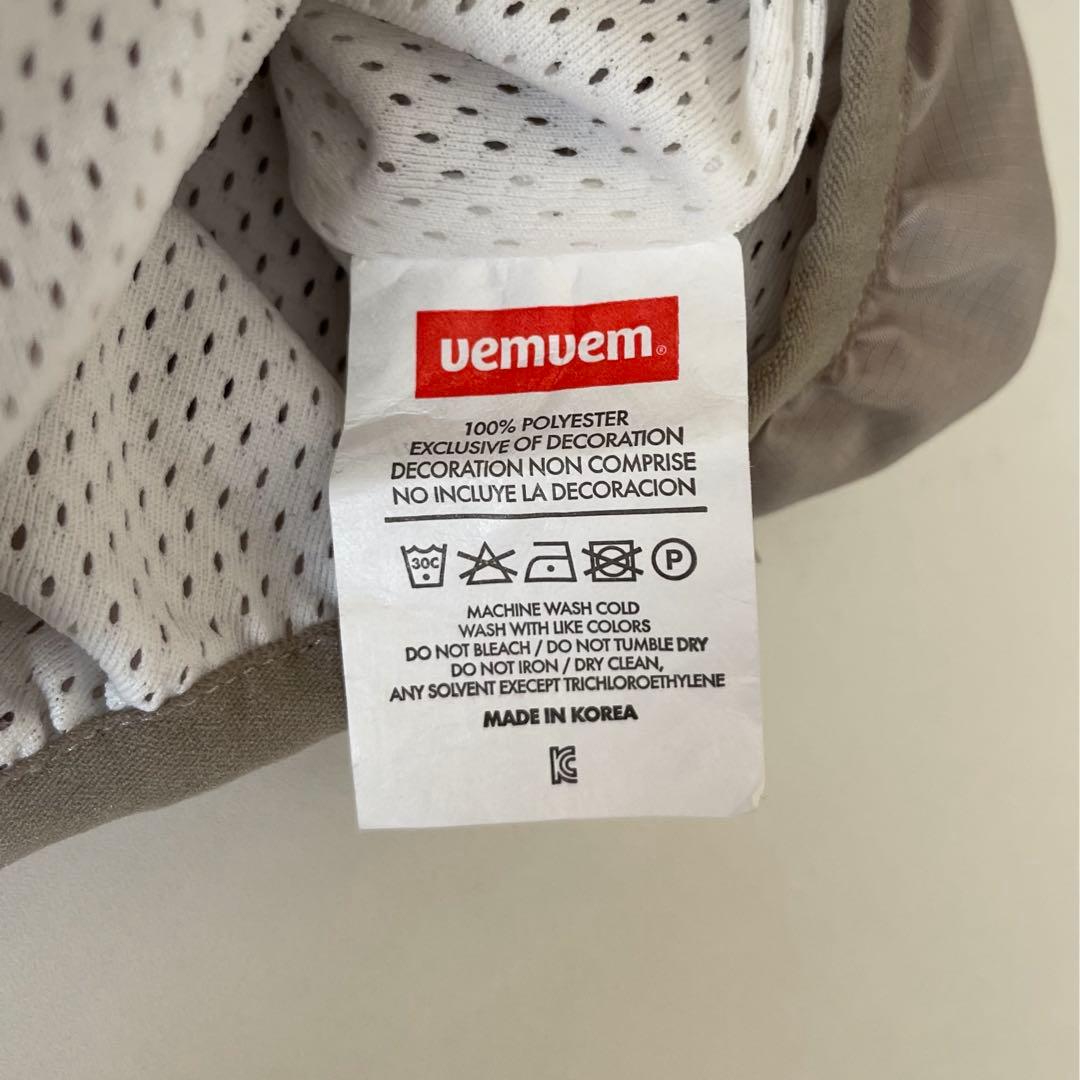 vemvem®
100% POLYESTER
EXCLUSIVE OF DECORATION
DECORATION NON COMPRISE
NO INCLUYE LA DECORACION
30C P
MACHINE WASH COLD
WASH WITH LIKE COLORS
DO NOT BLEACH / DO NOT TUMBLE DRY
DO NOT IRON / DRY CLEAN,
ANY SOLVENT EXECEPT TRICHLOROETHYLENE
MADE IN KOREA
KC